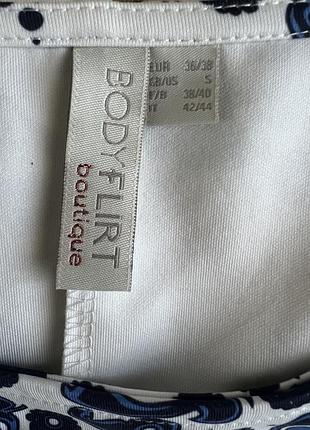 BODYFLIRT
boutique
EUR 36/38
GB/US S
F/B 38/40
IT 42/44